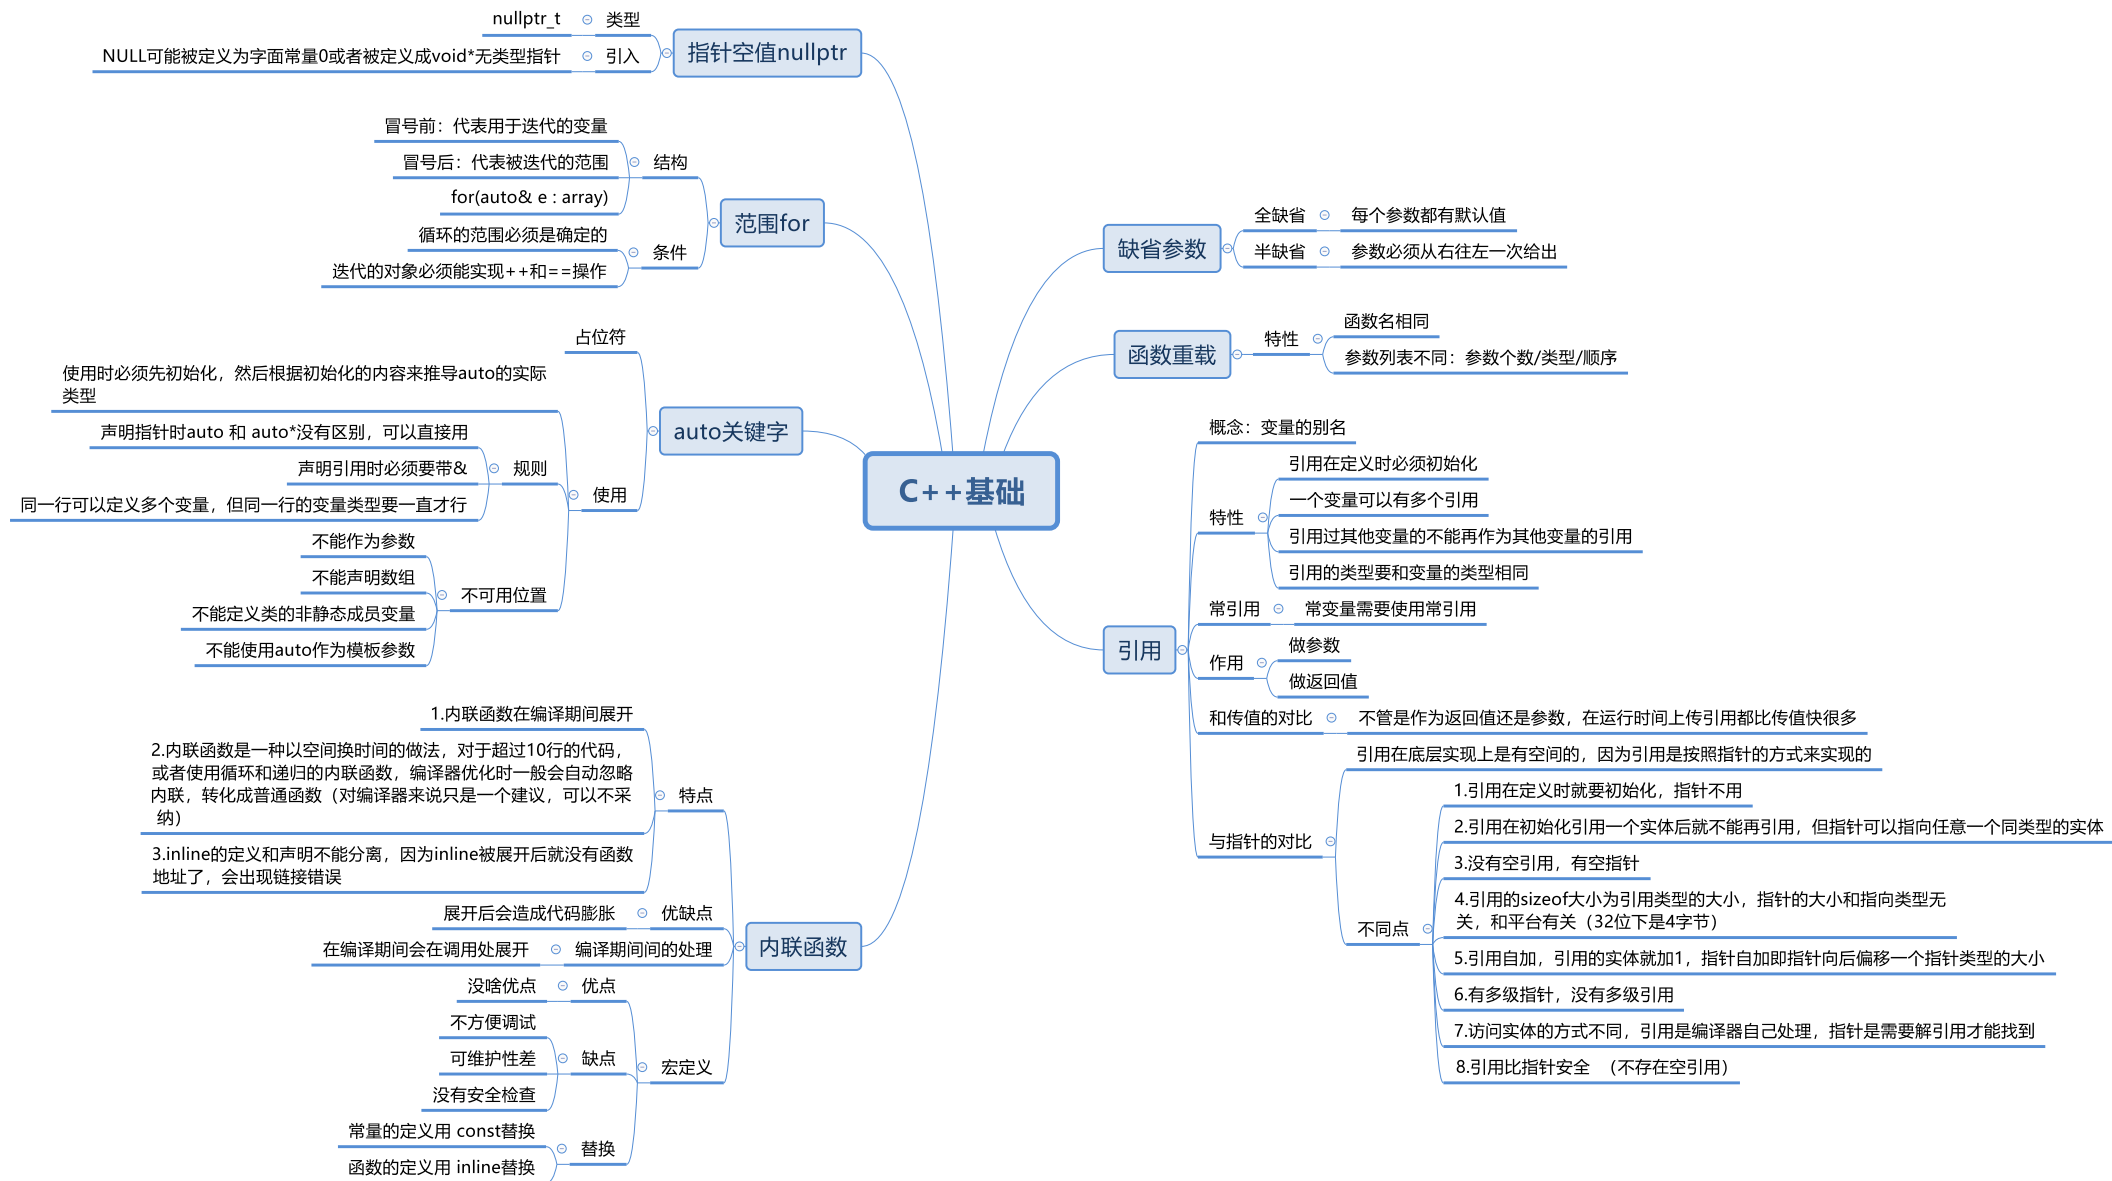 C++基础
指针空值nullptr
类型
nullptr_t
引入
NULL可能被定义为字面常量0或者被定义成void*无类型指针
范围for
结构
冒号前：代表用于迭代的变量
冒号后：代表被迭代的范围
for(auto& e : array)
条件
循环的范围必须是确定的
迭代的对象必须能实现++和==操作
auto关键字
占位符
使用
使用时必须先初始化，然后根据初始化的内容来推导auto的实际
类型
规则
声明指针时auto 和 auto*没有区别，可以直接用
声明引用时必须要带&
同一行可以定义多个变量，但同一行的变量类型要一直才行
不可用位置
不能作为参数
不能声明数组
不能定义类的非静态成员变量
不能使用auto作为模板参数
内联函数
特点
1.内联函数在编译期间展开
2.内联函数是一种以空间换时间的做法，对于超过10行的代码，
或者使用循环和递归的内联函数，编译器优化时一般会自动忽略
内联，转化成普通函数（对编译器来说只是一个建议，可以不采
纳）
3.inline的定义和声明不能分离，因为inline被展开后就没有函数
地址了，会出现链接错误
优缺点
展开后会造成代码膨胀
编译期间间的处理
在编译期间会在调用处展开
宏定义
优点
没啥优点
缺点
不方便调试
可维护性差
没有安全检查
替换
常量的定义用 const替换
函数的定义用 inline替换
缺省参数
全缺省
每个参数都有默认值
半缺省
参数必须从右往左一次给出
函数重载
特性
函数名相同
参数列表不同：参数个数/类型/顺序
引用
概念：变量的别名
特性
引用在定义时必须初始化
一个变量可以有多个引用
引用过其他变量的不能再作为其他变量的引用
引用的类型要和变量的类型相同
常引用
常变量需要使用常引用
作用
做参数
做返回值
和传值的对比
不管是作为返回值还是参数，在运行时间上传引用都比传值快很多
与指针的对比
引用在底层实现上是有空间的，因为引用是按照指针的方式来实现的
不同点
1.引用在定义时就要初始化，指针不用
2.引用在初始化引用一个实体后就不能再引用，但指针可以指向任意一个同类型的实体
3.没有空引用，有空指针
4.引用的sizeof大小为引用类型的大小，指针的大小和指向类型无
关，和平台有关（32位下是4字节）
5.引用自加，引用的实体就加1，指针自加即指针向后偏移一个指针类型的大小
6.有多级指针，没有多级引用
7.访问实体的方式不同，引用是编译器自己处理，指针是需要解引用才能找到
8.引用比指针安全 （不存在空引用）